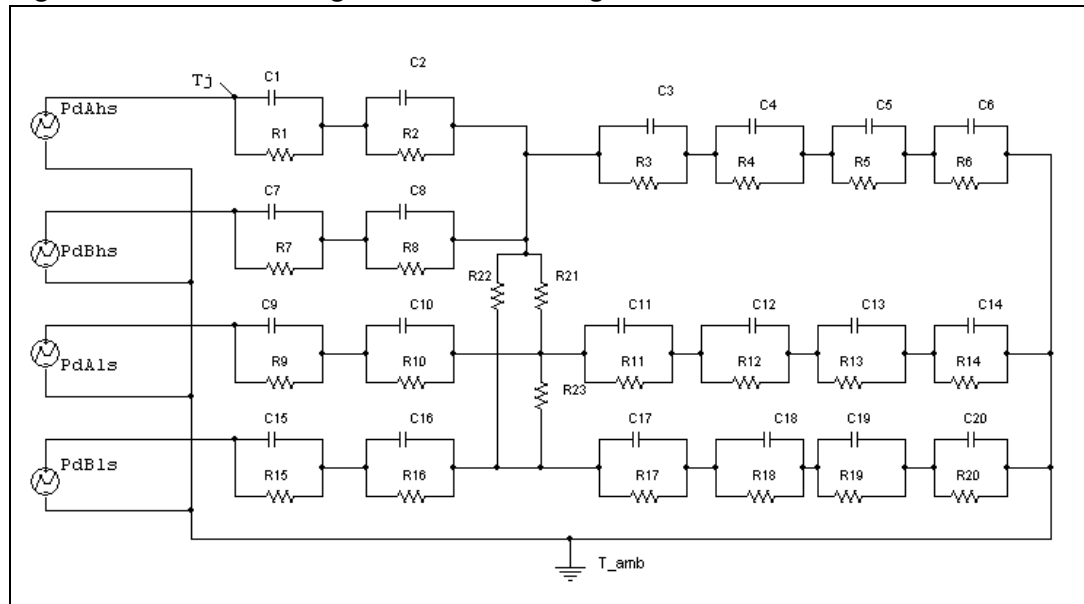 C1
C2
C3
C4
C5
C6
Tj
PdAhs
R1
R2
R3
R4
R5
R6
C7
C8
PdBhs
R7
R8
R22
R21
C9
C10
C11
C12
C13
C14
PdAls
R9
R10
R11
R12
R13
R14
R23
C15
C16
C17
C18
C19
C20
PdBls
R15
R16
R17
R18
R19
R20
T_amb